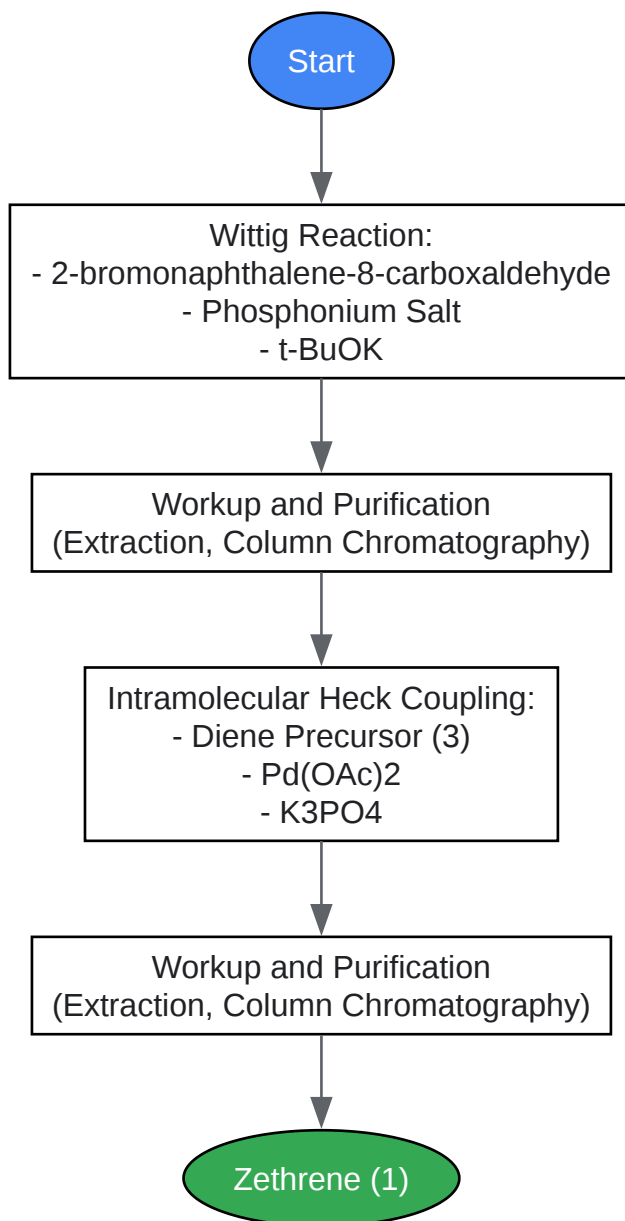 Start
Wittig Reaction:
- 2-bromonaphthalene-8-carboxaldehyde
- Phosphonium Salt
- t-BuOK
Workup and Purification
(Extraction, Column Chromatography)
Intramolecular Heck Coupling:
- Diene Precursor (3)
- Pd(OAc)2
- K3PO4
Workup and Purification
(Extraction, Column Chromatography)
Zethrene (1)